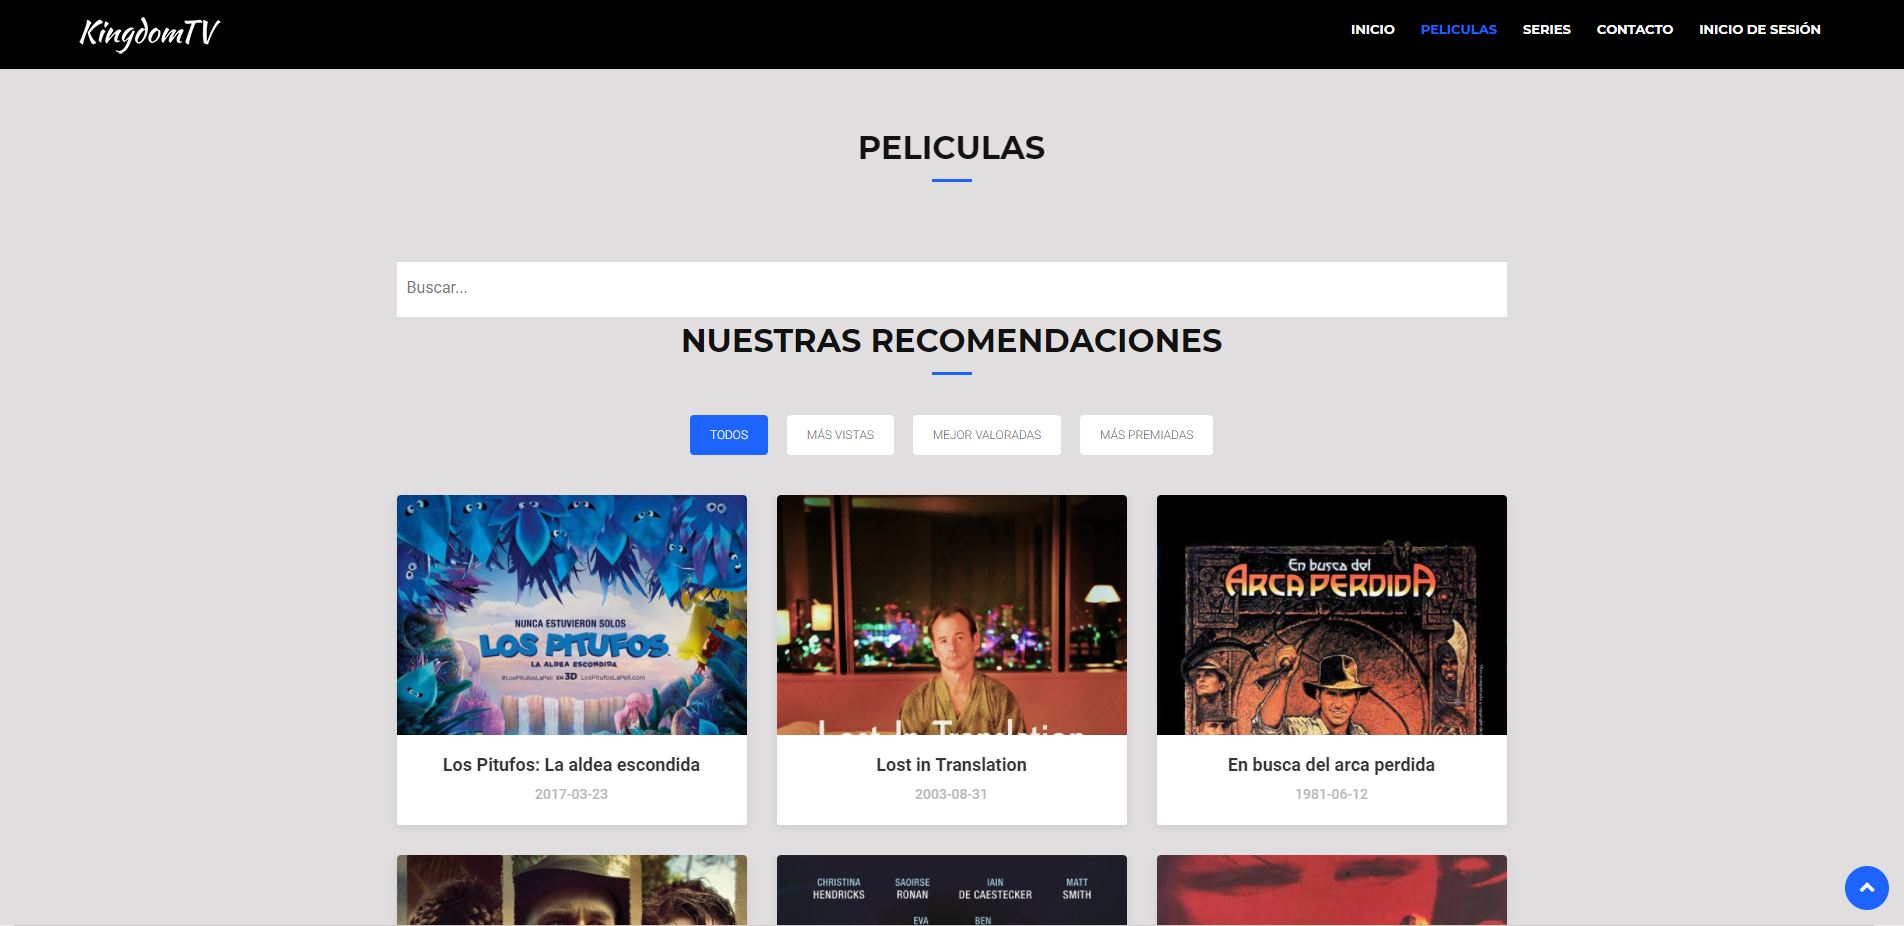 KingdomTV
INICIO PELICULAS SERIES CONTACTO INICIO DE SESIÓN
PELICULAS
Buscar...
NUESTRAS RECOMENDACIONES
TODOS MÁS VISTAS MEJOR VALORADAS MÁS PREMIADAS
NUNCA ESTUVIERON SOLOS
LOS PITUFOS
LA ALDEA ESCONDIDA
#LosPitufosLaPeli EN 3D LosPitufosLaPeli.com
Lost In Translation
En busca del
ARCA PERDIDA
Los Pitufos: La aldea escondida
2017-03-23
Lost in Translation
2003-08-31
En busca del arca perdida
1981-06-12
CHRISTINA HENDRICKS
SAOIRSE RONAN
IAIN DE CAESTECKER
MATT SMITH
EVA
BEN